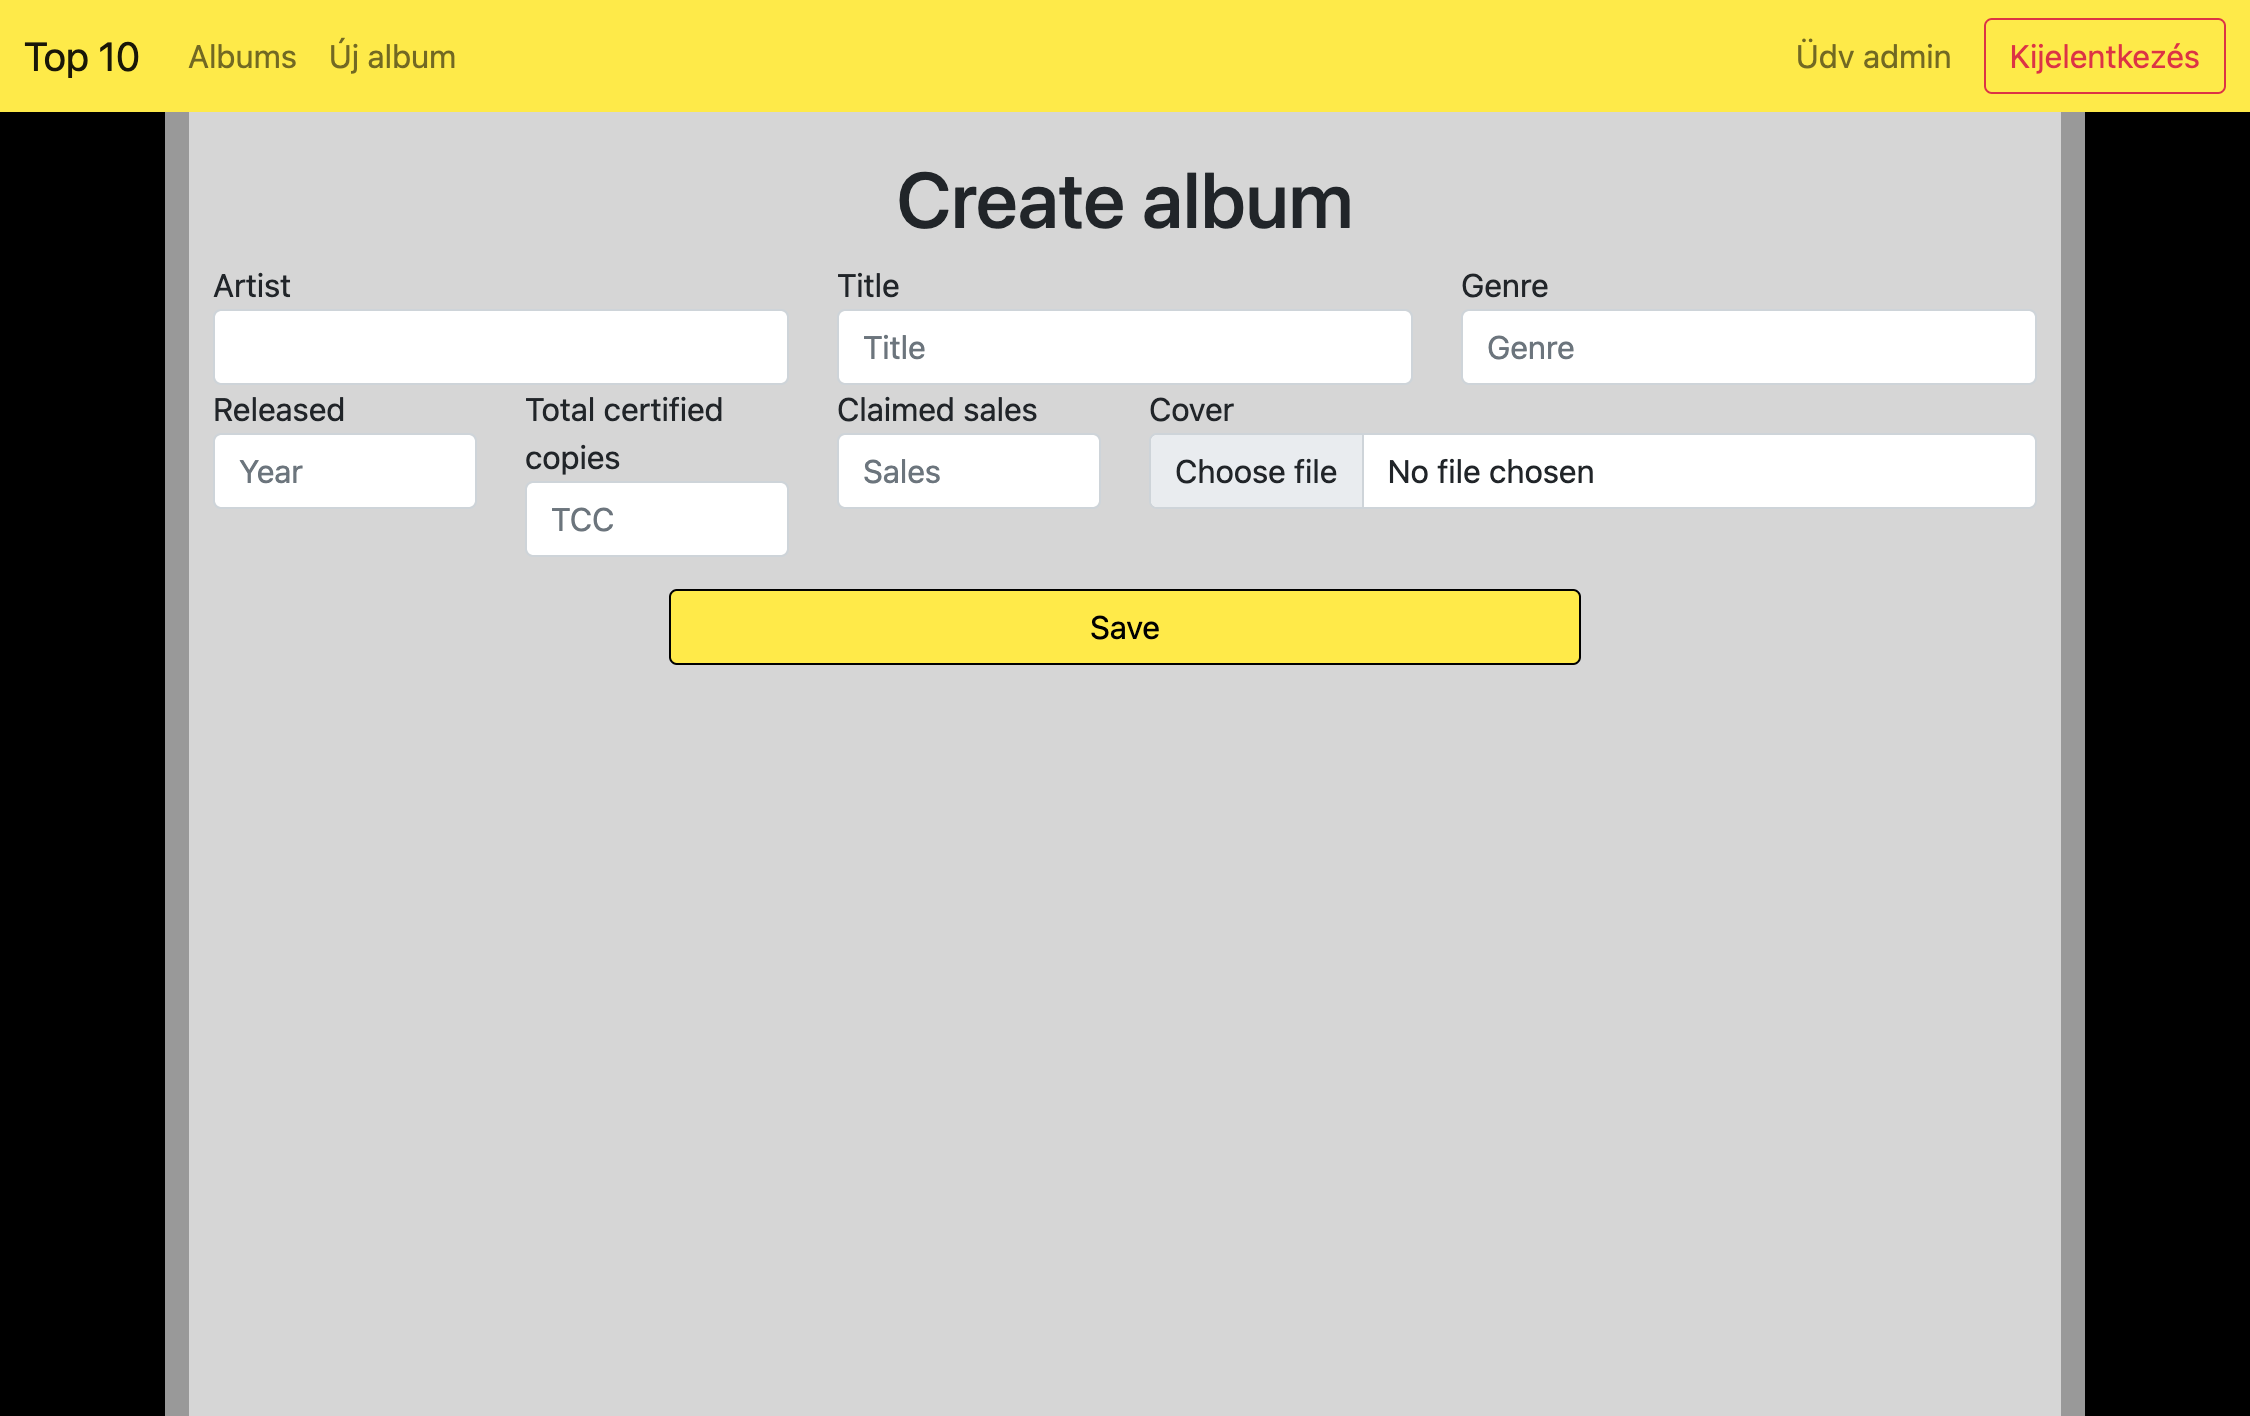 Top 10 Albums Új album Üdv admin Kijelentkezés
Create album
Artist Title Genre
Title Genre
Released Total certified copies Claimed sales Cover
Year TCC Sales Choose file No file chosen
Save